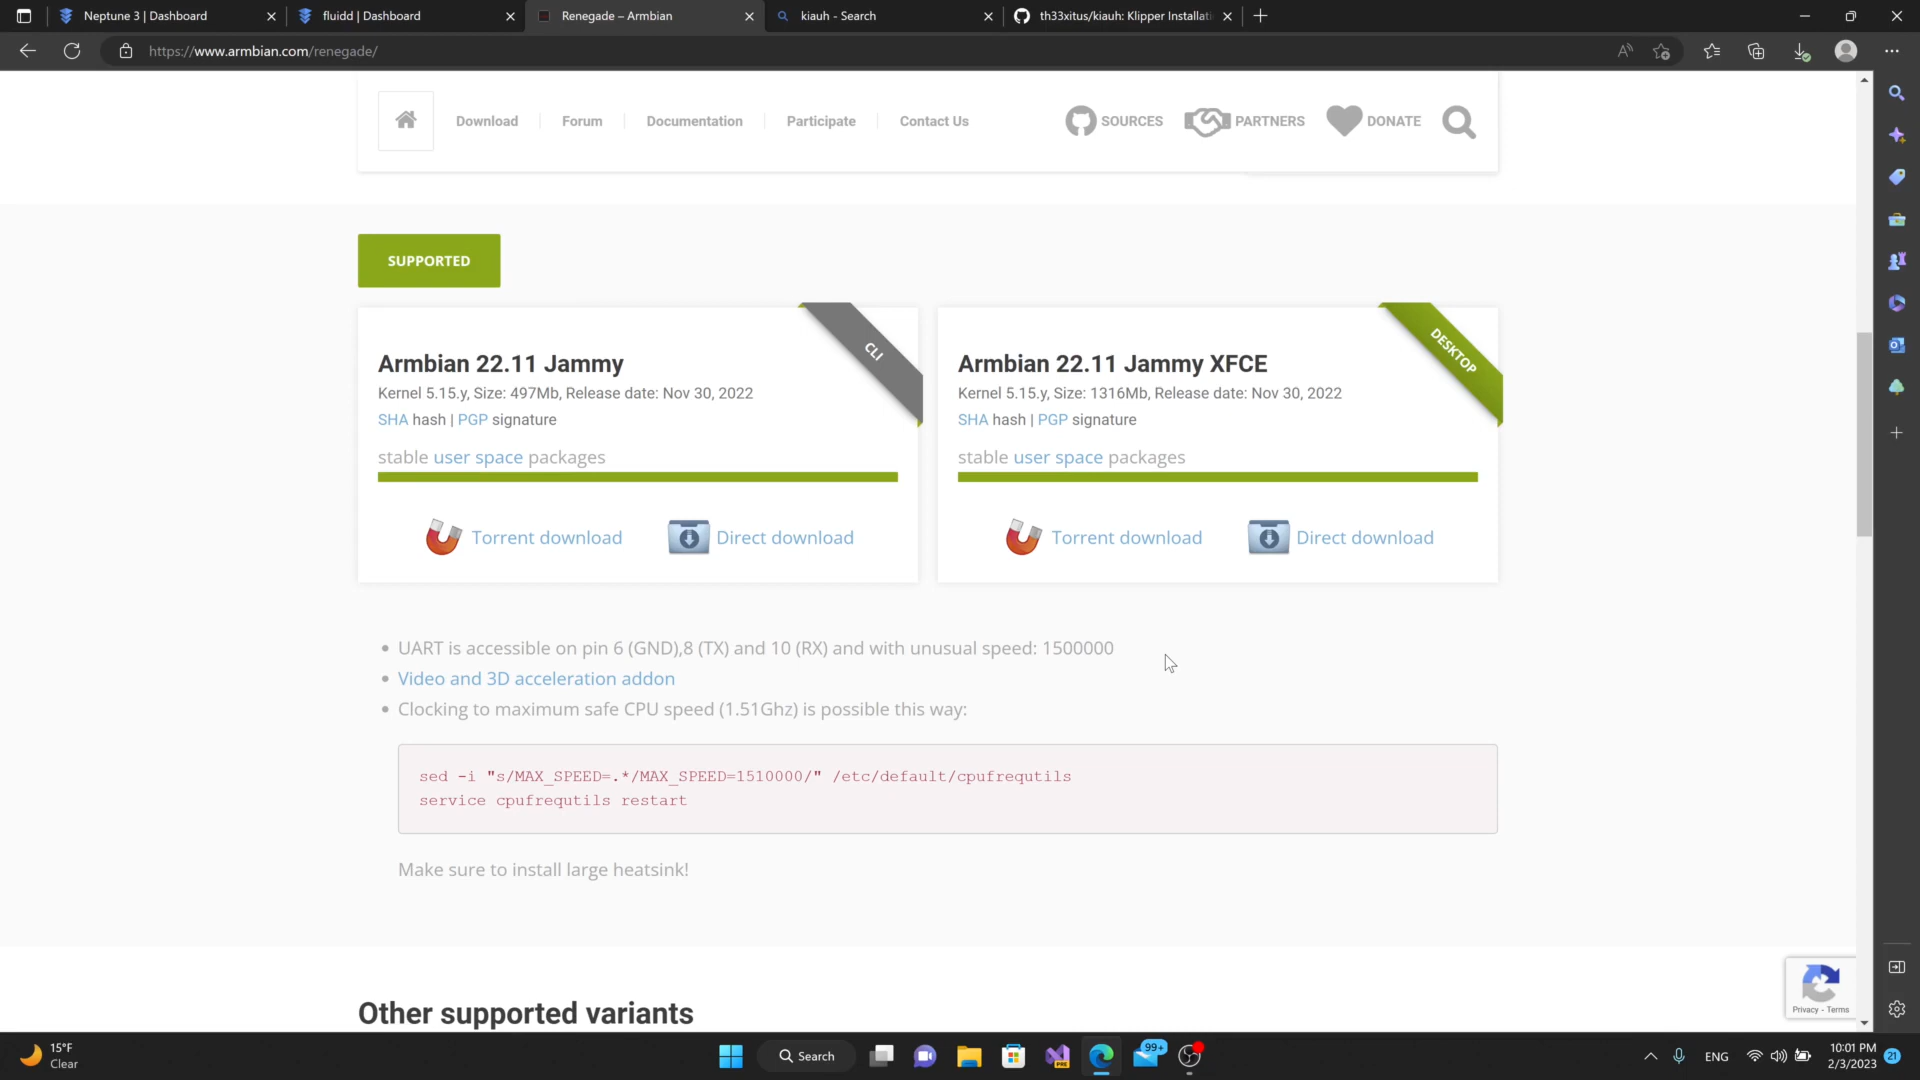 Neptune 3 | Dashboard
fluidd | Dashboard
Renegade – Armbian
kiauh - Search
th33xitus/kiauh: Klipper Installati
https://www.armbian.com/renegade/
Download
Forum
Documentation
Participate
Contact Us
SOURCES
PARTNERS
DONATE
SUPPORTED
CLI
Armbian 22.11 Jammy
Kernel 5.15.y, Size: 497Mb, Release date: Nov 30, 2022
SHA hash | PGP signature
stable user space packages
Torrent download
Direct download
DESKTOP
Armbian 22.11 Jammy XFCE
Kernel 5.15.y, Size: 1316Mb, Release date: Nov 30, 2022
SHA hash | PGP signature
stable user space packages
Torrent download
Direct download
UART is accessible on pin 6 (GND),8 (TX) and 10 (RX) and with unusual speed: 1500000
Video and 3D acceleration addon
Clocking to maximum safe CPU speed (1.51Ghz) is possible this way:
sed -i "s/MAX_SPEED=.*/MAX_SPEED=1510000/" /etc/default/cpufrequtils
service cpufrequtils restart
Make sure to install large heatsink!
Other supported variants
Privacy - Terms
15°F
Clear
Search
PRE
99+
ENG
10:01 PM
2/3/2023
21